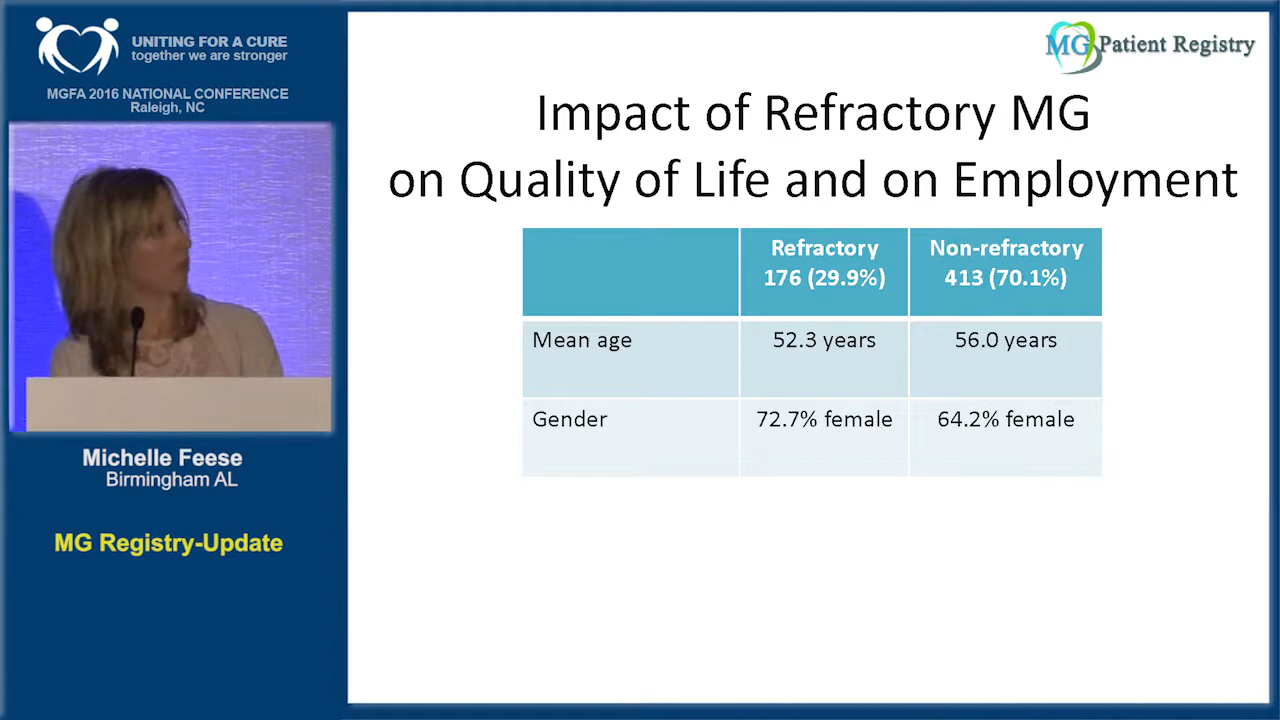 UNITING FOR A CURE
together we are stronger
MGFA 2016 NATIONAL CONFERENCE
Raleigh, NC
Michelle Feese
Birmingham AL
MG Registry-Update
MG Patient Registry
Impact of Refractory MG
on Quality of Life and on Employment
Refractory Non-refractory
176 (29.9%) 413 (70.1%)
Mean age 52.3 years 56.0 years
Gender 72.7% female 64.2% female